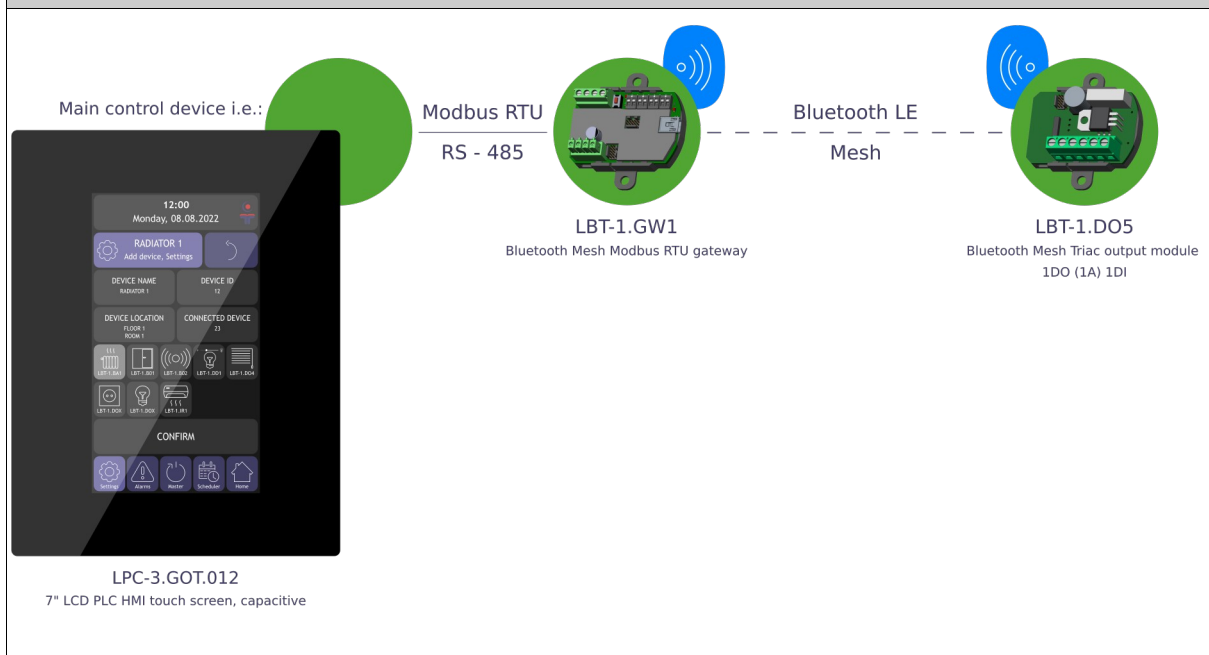 Main control device i.e.:
Modbus RTU
RS - 485
Bluetooth LE
Mesh
12:00
Monday, 08.08.2022
RADIATOR 1
Add device, Settings
DEVICE NAME
RADIATOR 1
DEVICE ID
12
DEVICE LOCATION
FLOOR 1
ROOM 1
CONNECTED DEVICE
23
LBT-1.BA1 LBT-1.D01 LBT-1.D02 LBT-1.DO1 LBT-1.DO4
LBT-1.DOX LBT-1.DOX LBT-1.IR1
CONFIRM
Settings Alarms Master Scheduler Home
LPC-3.GOT.012
7" LCD PLC HMI touch screen, capacitive
LBT-1.GW1
Bluetooth Mesh Modbus RTU gateway
LBT-1.DO5
Bluetooth Mesh Triac output module
1DO (1A) 1DI